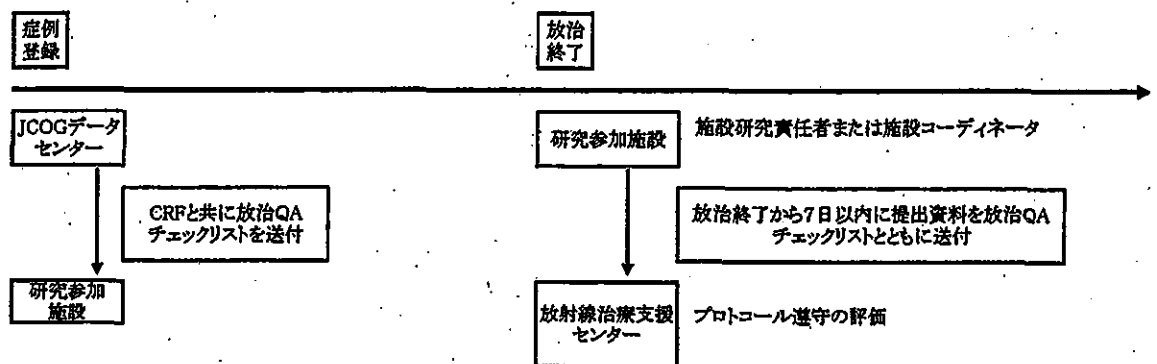 症例
登録
放治
終了
JCOGデータ
センター
研究参加施設
施設研究責任者または施設コーディネータ
CRFと共に放治QA
チェックリストを送付
放治終了から7日以内に提出資料を放治QA
チェックリストとともに送付
研究参加
施設
放射線治療支援
センター
プロトコール遵守の評価